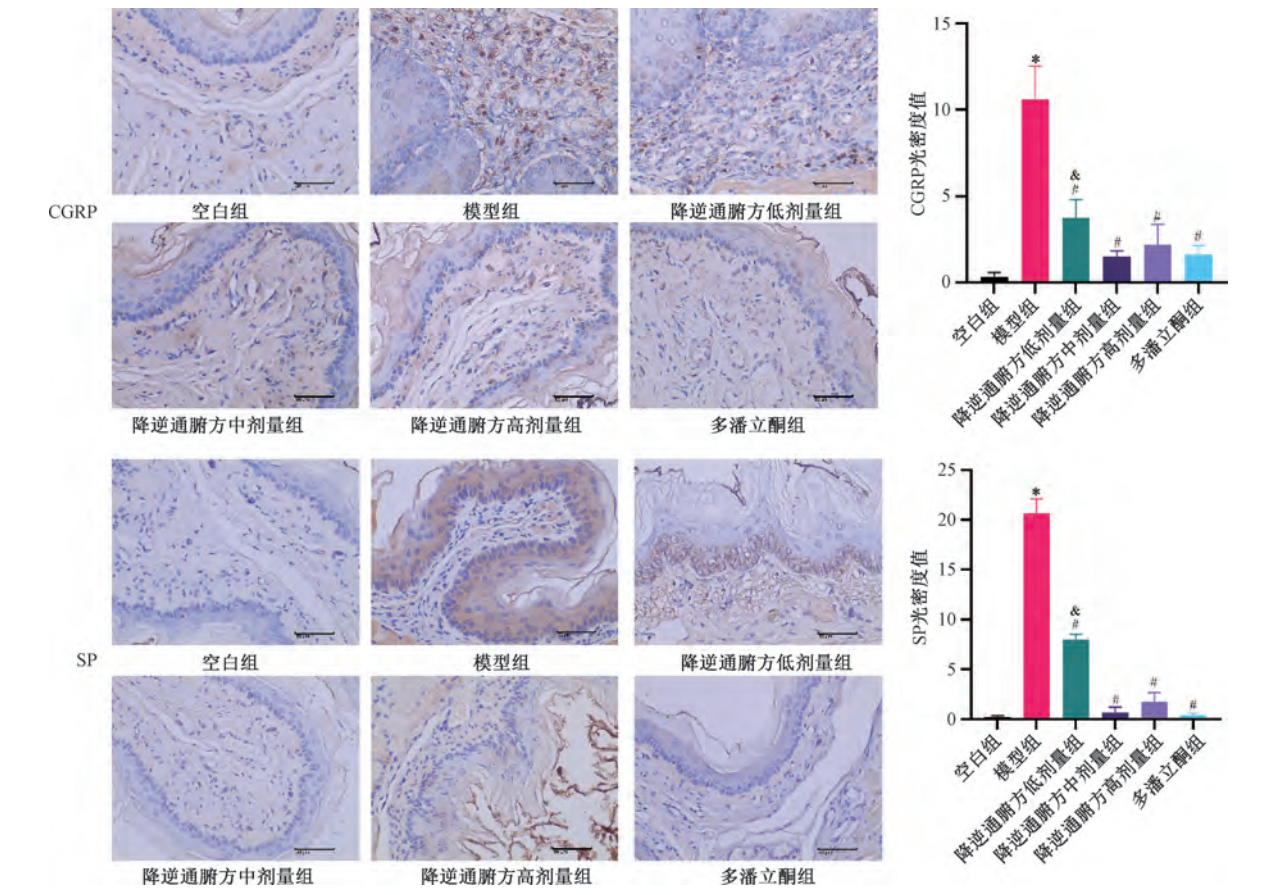 CGRP
空白组
模型组
降逆通腑方低剂量组
降逆通腑方中剂量组
降逆通腑方高剂量组
多潘立酮组
CGRP光密度值
15
10
5
0
*
&
#
#
#
#
空白组
模型组
降逆通腑方低剂量组
降逆通腑方中剂量组
降逆通腑方高剂量组
多潘立酮组
SP
空白组
模型组
降逆通腑方低剂量组
降逆通腑方中剂量组
降逆通腑方高剂量组
多潘立酮组
SP光密度值
25
20
15
10
5
0
*
&
#
#
#
#
空白组
模型组
降逆通腑方低剂量组
降逆通腑方中剂量组
降逆通腑方高剂量组
多潘立酮组